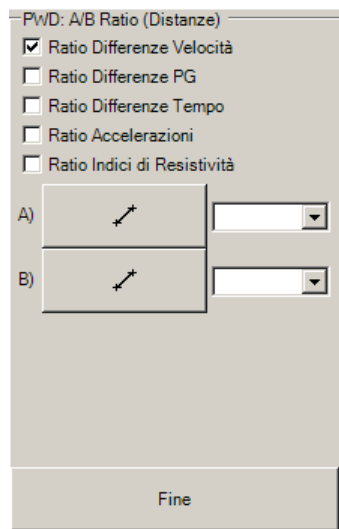 PWD: A/B Ratio (Distanze)
Ratio Differenze Velocità
Ratio Differenze PG
Ratio Differenze Tempo
Ratio Accelerazioni
Ratio Indici di Resistività
A)
B)
Fine